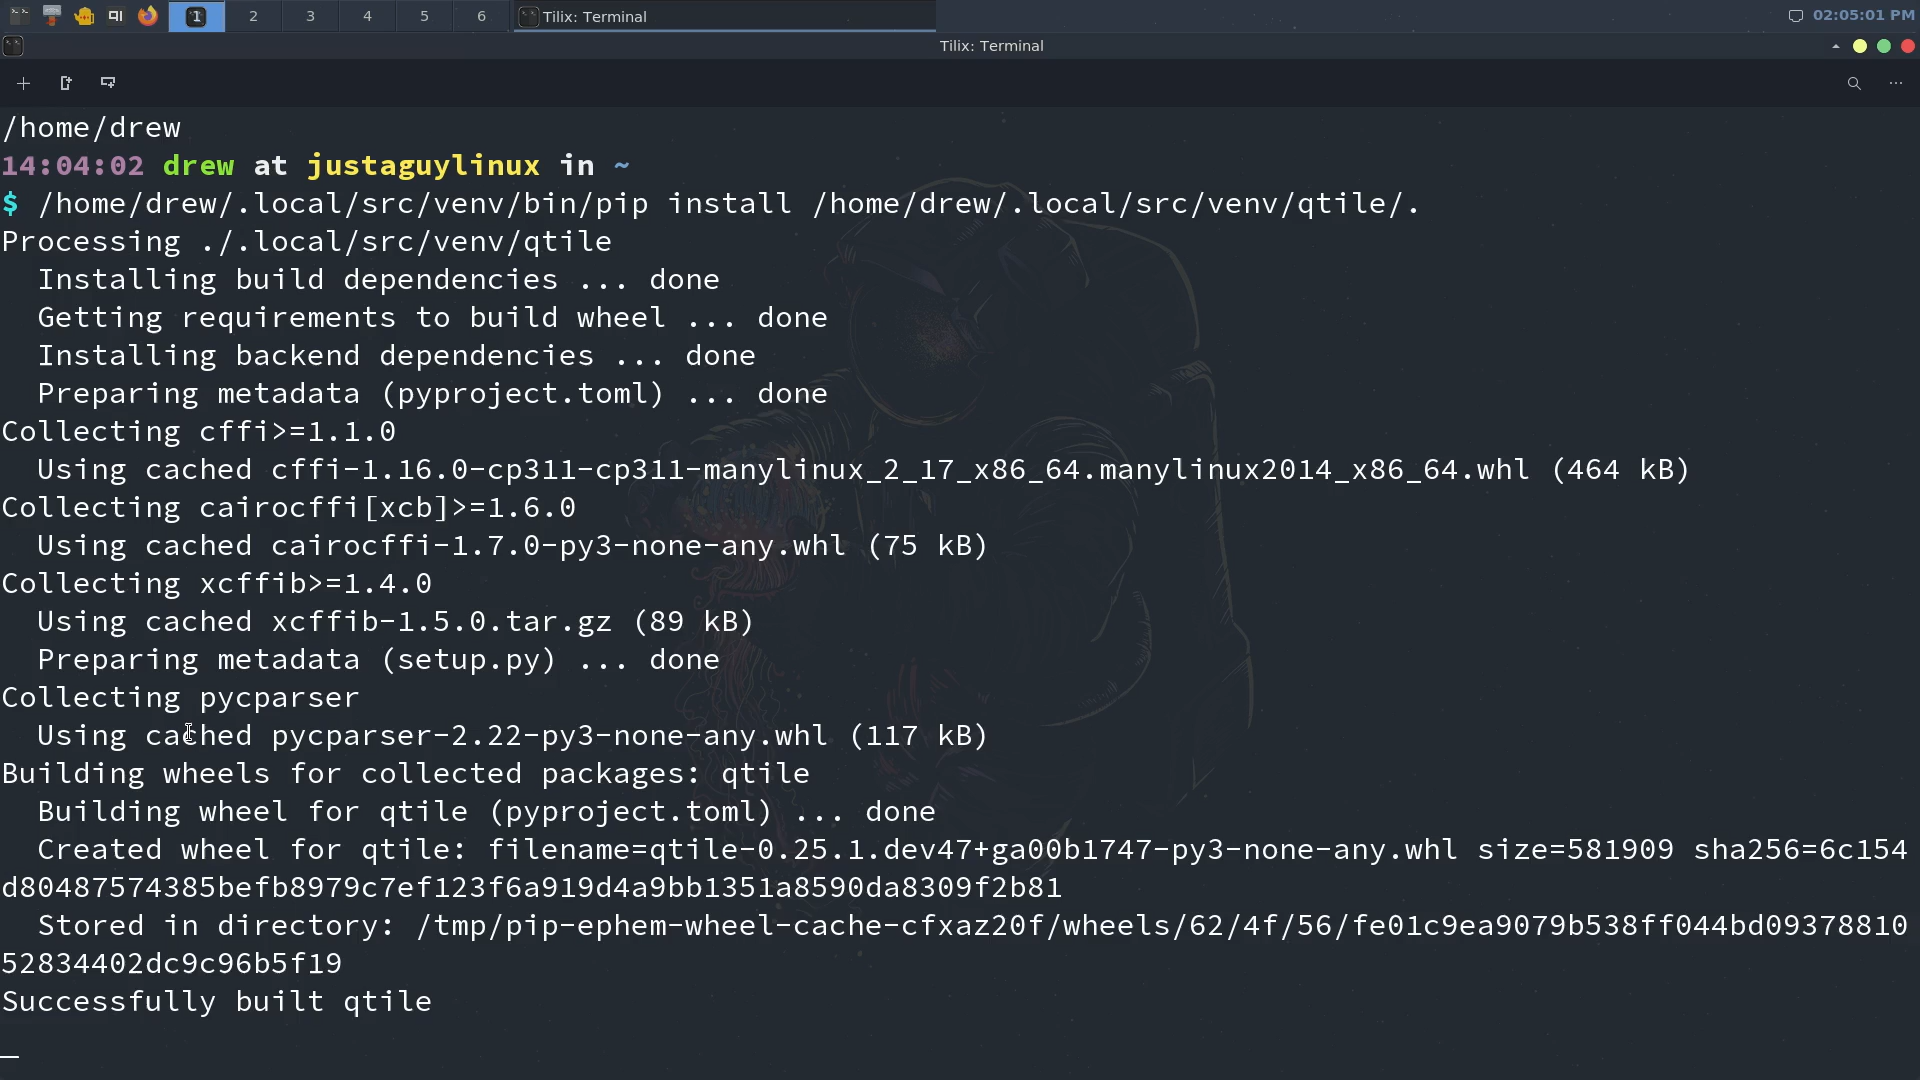 1 2 3 4 5 6 Tilix: Terminal 02:05:01 PM
Tilix: Terminal
/home/drew
14:04:02 drew at justaguylinux in ~
$ /home/drew/.local/src/venv/bin/pip install /home/drew/.local/src/venv/qtile/.
Processing ./.local/src/venv/qtile
Installing build dependencies ... done
Getting requirements to build wheel ... done
Installing backend dependencies ... done
Preparing metadata (pyproject.toml) ... done
Collecting cffi>=1.1.0
Using cached cffi-1.16.0-cp311-cp311-manylinux_2_17_x86_64.manylinux2014_x86_64.whl (464 kB)
Collecting cairocffi[xcb]>=1.6.0
Using cached cairocffi-1.7.0-py3-none-any.whl (75 kB)
Collecting xcffib>=1.4.0
Using cached xcffib-1.5.0.tar.gz (89 kB)
Preparing metadata (setup.py) ... done
Collecting pycparser
Using cached pycparser-2.22-py3-none-any.whl (117 kB)
Building wheels for collected packages: qtile
Building wheel for qtile (pyproject.toml) ... done
Created wheel for qtile: filename=qtile-0.25.1.dev47+ga00b1747-py3-none-any.whl size=581909 sha256=6c154
d80487574385befb8979c7ef123f6a919d4a9bb1351a8590da8309f2b81
Stored in directory: /tmp/pip-ephem-wheel-cache-cfxaz20f/wheels/62/4f/56/fe01c9ea9079b538ff044bd09378810
52834402dc9c96b5f19
Successfully built qtile